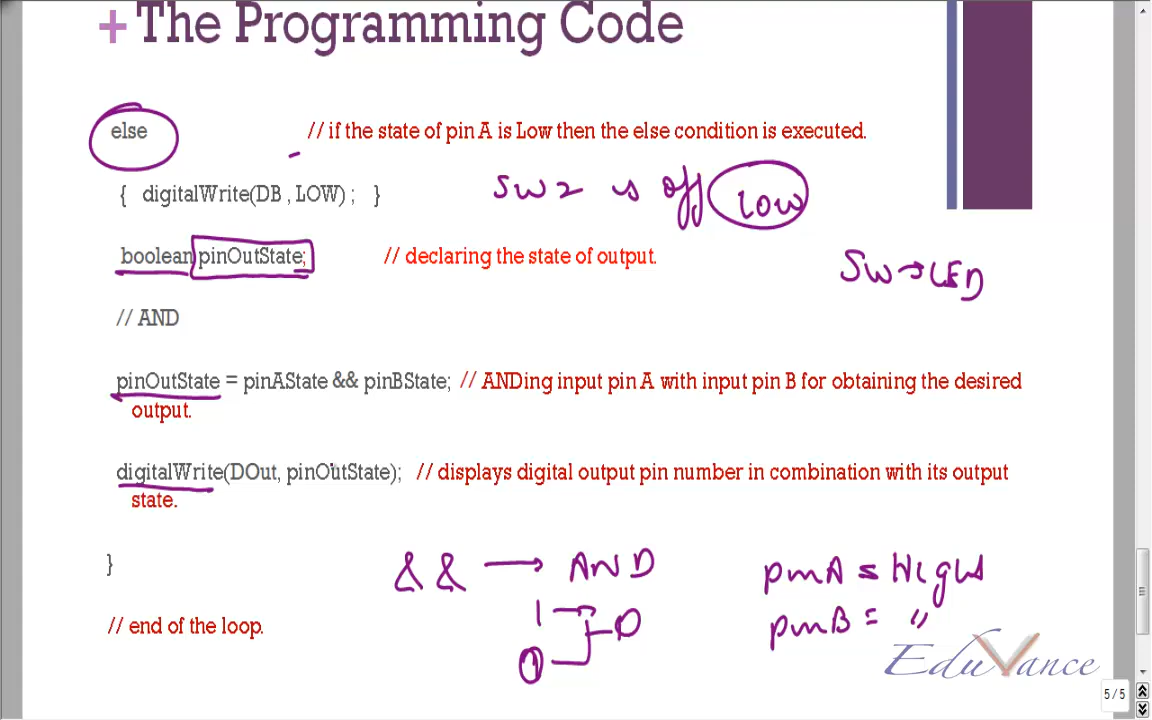 + The Programming Code
else // if the state of pin A is Low then the else condition is executed.
{ digitalWrite(DB , LOW) ; } SW2 is off LOW
boolean pinOutState; // declaring the state of output.
SW → LED
// AND
pinOutState = pinAState && pinBState; // ANDing input pin A with input pin B for obtaining the desired
output.
digitalWrite(DOut, pinOutState); // displays digital output pin number in combination with its output
state.
}
&& → AND pinA = High
// end of the loop. 1 0 pinB = "
EduVance
5/5